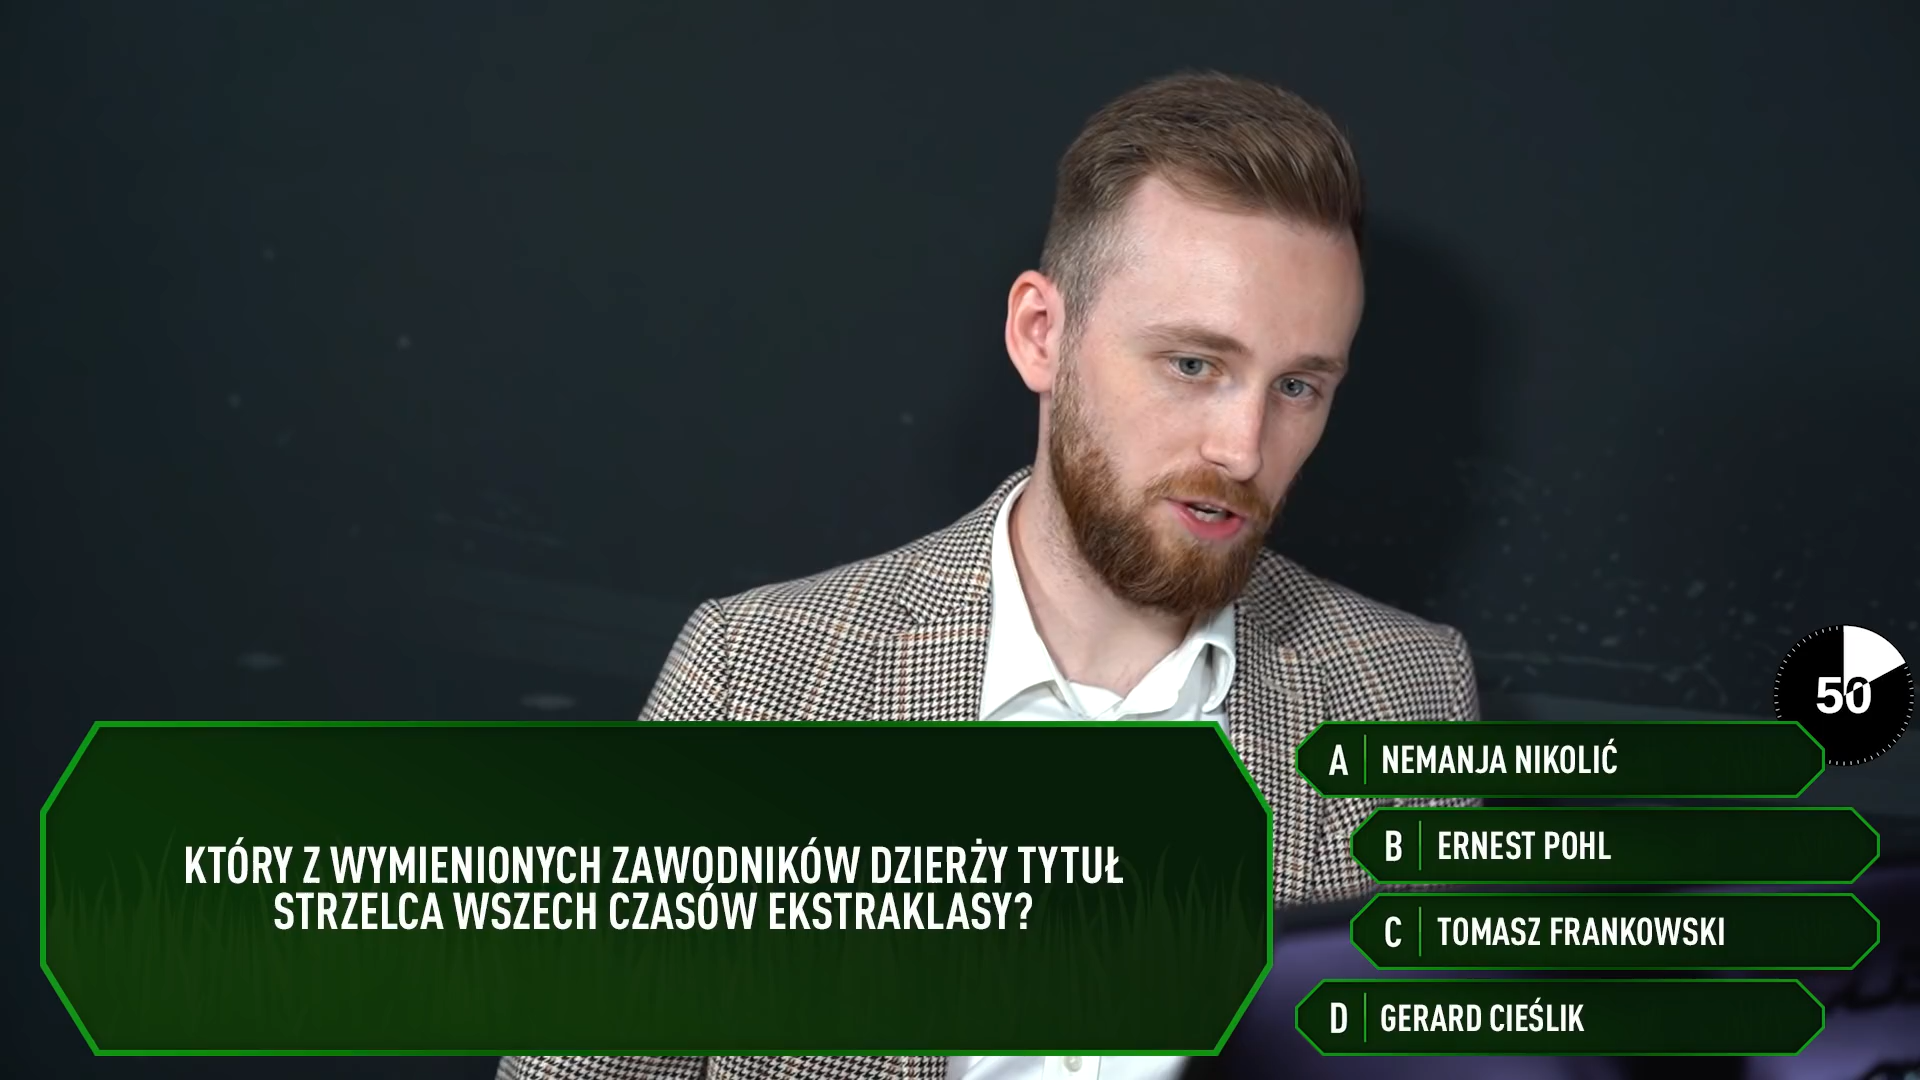 50
KTÓRY Z WYMIENIONYCH ZAWODNIKÓW DZIERŻY TYTUŁ
STRZELCA WSZECH CZASÓW EKSTRAKLASY?
A NEMANJA NIKOLIĆ
B ERNEST POHL
C TOMASZ FRANKOWSKI
D GERARD CIEŚLIK